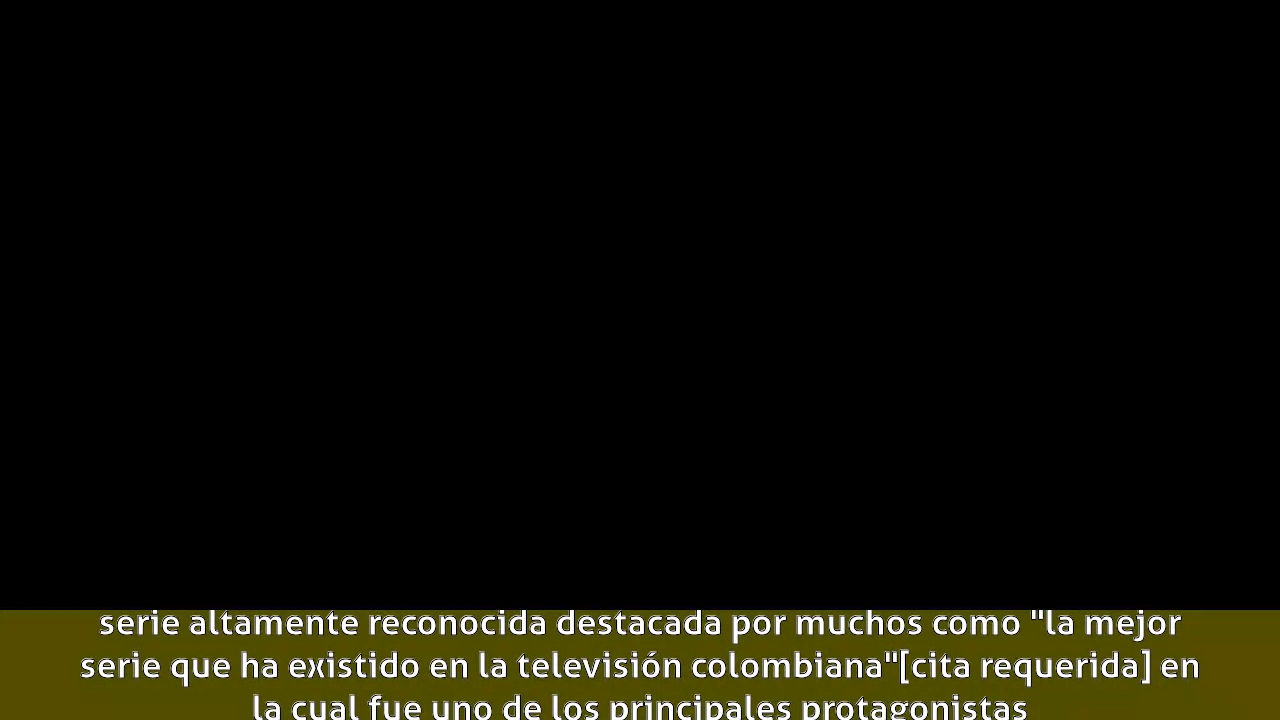 serie altamente reconocida destacada por muchos como "la mejor
serie que ha existido en la televisión colombiana"[cita requerida] en
la cual fue uno de los principales protagonistas